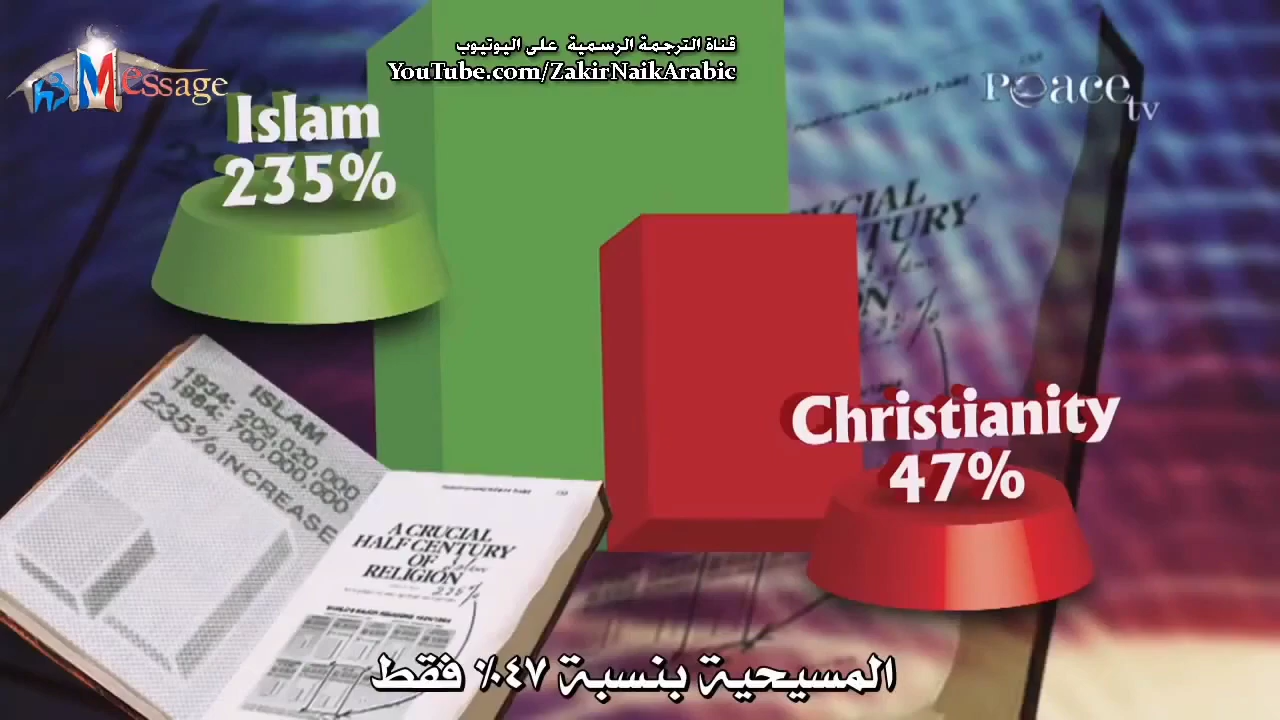 قناة الترجمة الرسمية على اليوتيوب
YouTube.com/ZakirNaikArabic
Message
Peace tv
Islam
235%
Christianity
47%
ISLAM
1934: 209,020,000
1984: 700,000,000
235% INCREASE
A CRUCIAL
HALF CENTURY
OF
RELIGION
235%
المسيحية بنسبة ٤٧٪ فقط